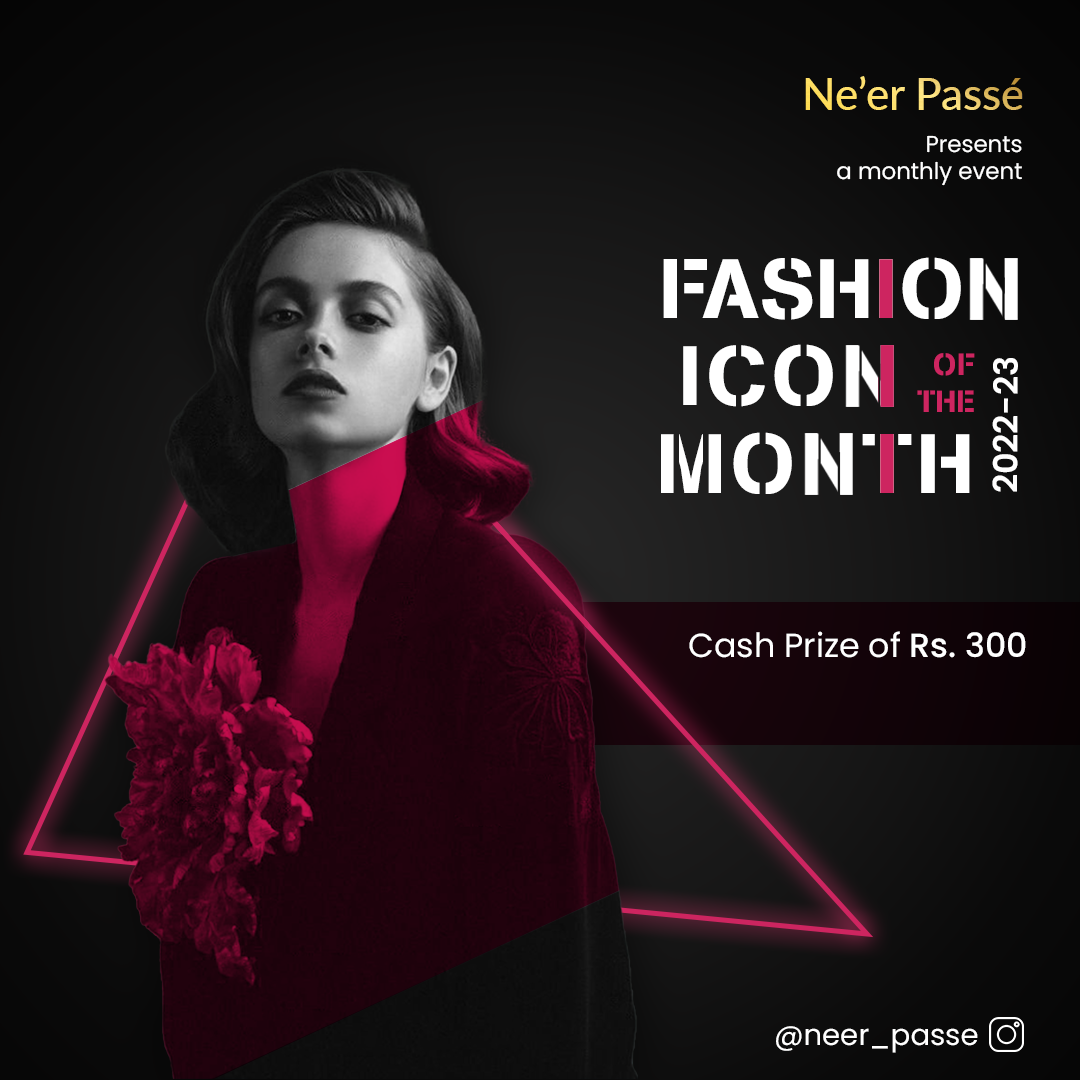 Ne’er Passé
Presents
a monthly event
FASHION
ICON OF THE 2022-23
MONTH
Cash Prize of Rs. 300
@neer_passe